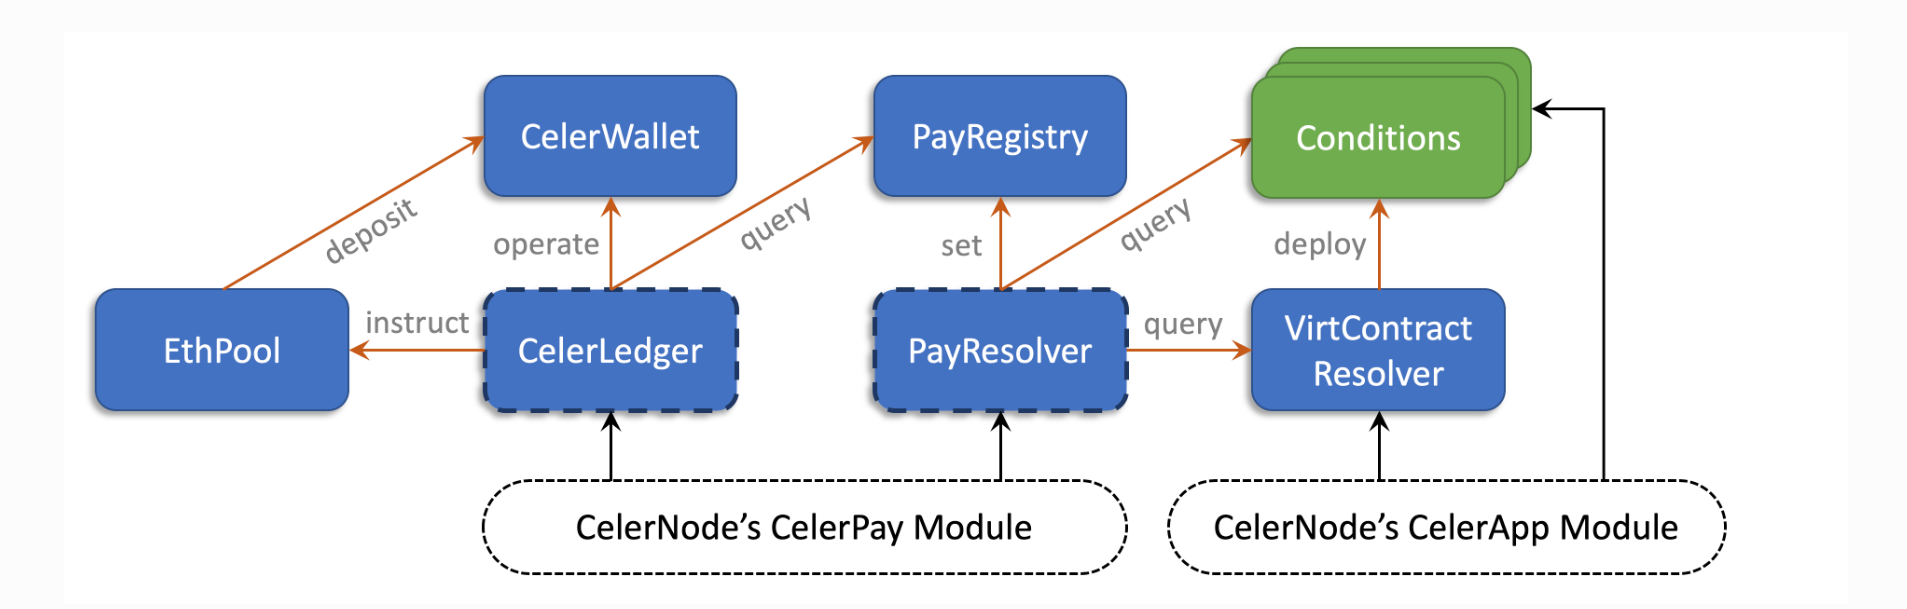 CelerWallet
PayRegistry
Conditions
deposit
operate
query
set
query
deploy
EthPool
instruct
CelerLedger
PayResolver
query
VirtContract
Resolver
CelerNode’s CelerPay Module
CelerNode’s CelerApp Module